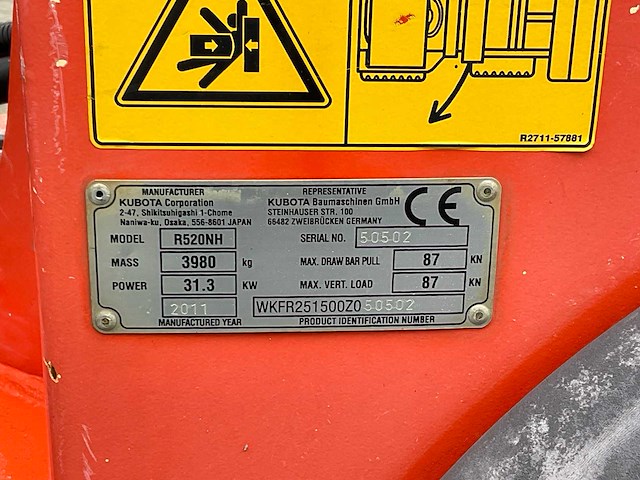 R2711-57881
MANUFACTURER
KUBOTA Corporation
2-47, Shikitsuhigashi 1-Chome
Naniwa-ku, Osaka, 556-8601 JAPAN
REPRESENTATIVE
KUBOTA Baumaschinen GmbH
STEINHAUSER STR. 100
66482 ZWEIBRÜCKEN GERMANY
CE
MODEL R520NH SERIAL NO. 50502
MASS 3980 kg MAX. DRAW BAR PULL 87 KN
POWER 31.3 KW MAX. VERT. LOAD 87 KN
2011 WKFR251500Z050502
MANUFACTURED YEAR PRODUCT IDENTIFICATION NUMBER